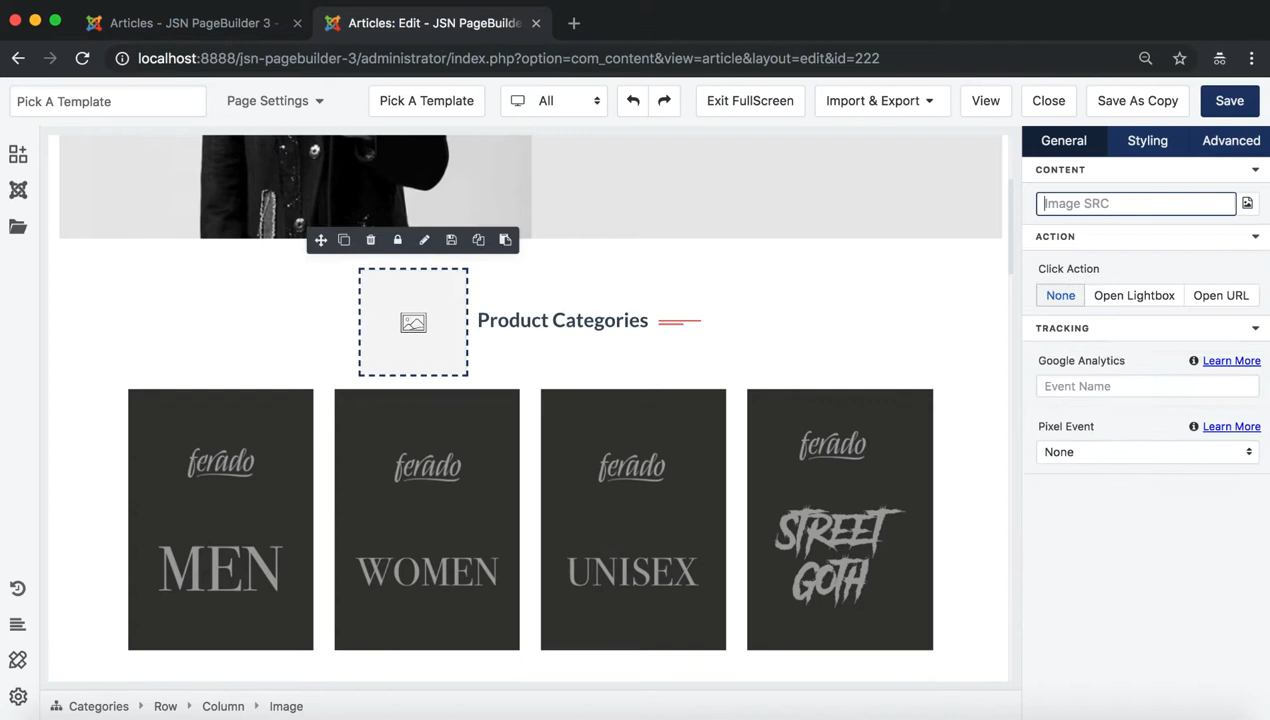 Articles - JSN PageBuilder 3 -
Articles: Edit - JSN PageBuilde
localhost:8888/jsn-pagebuilder-3/administrator/index.php?option=com_content&view=article&layout=edit&id=222
Pick A Template
Page Settings
Pick A Template
All
Exit FullScreen
Import & Export
View
Close
Save As Copy
Save
General
Styling
Advanced
CONTENT
Image SRC
ACTION
Click Action
None
Open Lightbox
Open URL
TRACKING
Google Analytics
Learn More
Event Name
Pixel Event
Learn More
None
Product Categories
ferado
MEN
ferado
WOMEN
ferado
UNISEX
ferado
STREET
GOTH
Categories
Row
Column
Image